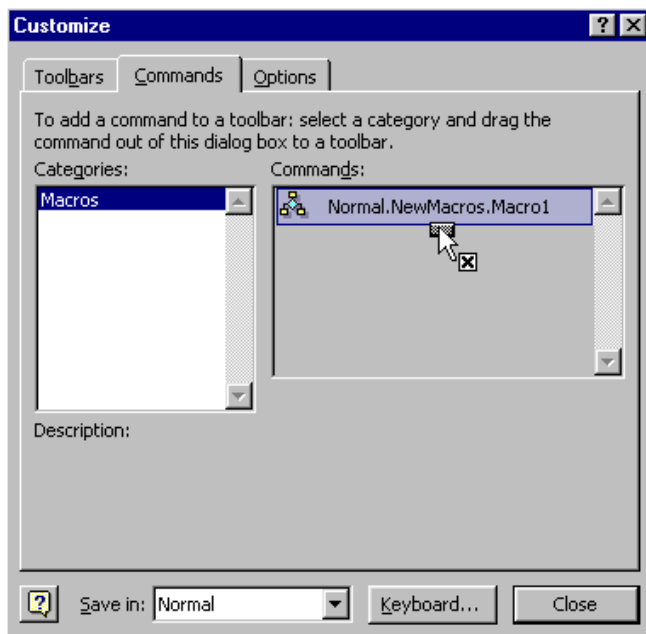 Customize
Toolbars Commands Options
To add a command to a toolbar: select a category and drag the
command out of this dialog box to a toolbar.
Categories: Commands:
Macros Normal.NewMacros.Macro1
Description:
Save in: Normal Keyboard... Close